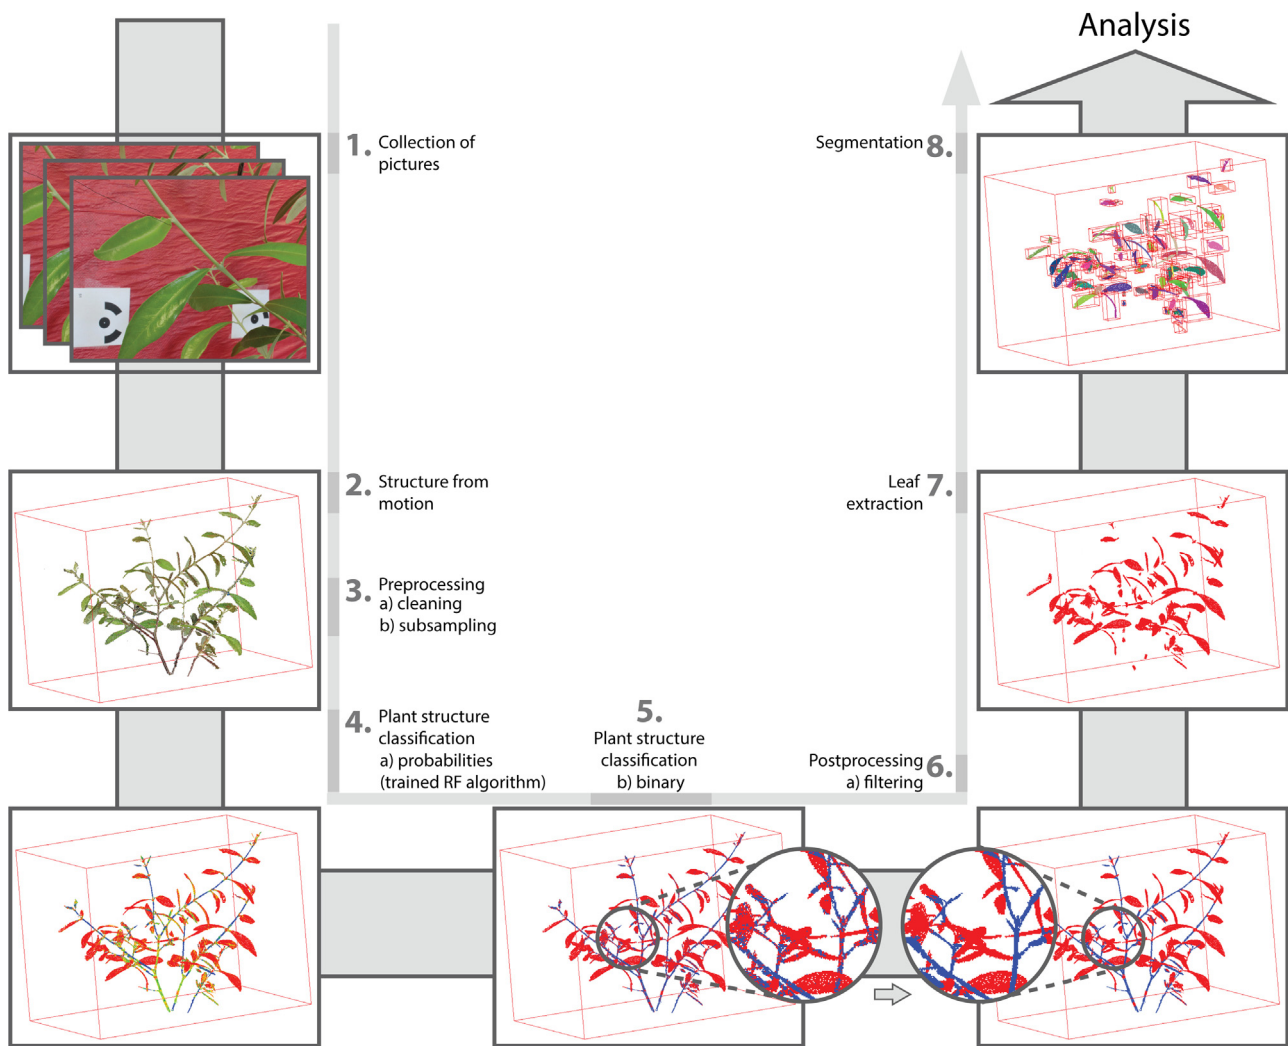 Analysis
1. Collection of
pictures
2. Structure from
motion
3. Preprocessing
a) cleaning
b) subsampling
4. Plant structure
classification
a) probabilities
(trained RF algorithm)
5.
Plant structure
classification
b) binary
Postprocessing 6.
a) filtering
Leaf 7.
extraction
Segmentation 8.